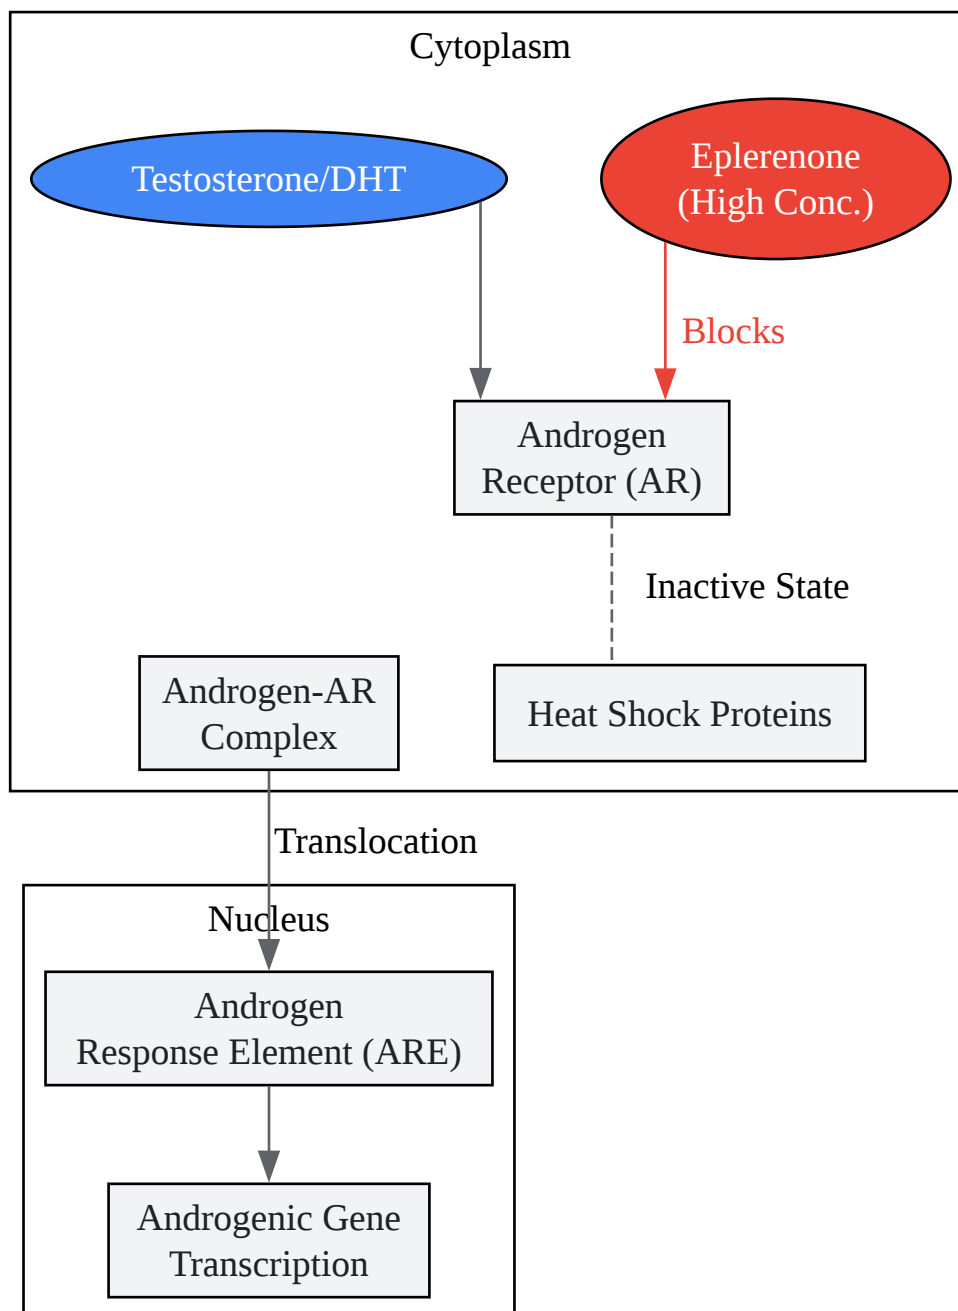 Cytoplasm
Testosterone/DHT
Eplerenone
(High Conc.)
Blocks
Androgen
Receptor (AR)
Inactive State
Androgen-AR
Complex
Heat Shock Proteins
Translocation
Nucleus
Androgen
Response Element (ARE)
Androgenic Gene
Transcription